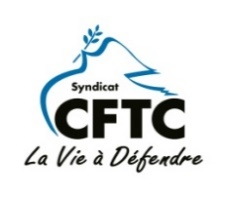 Syndicat
CFTC
La Vie à Défendre